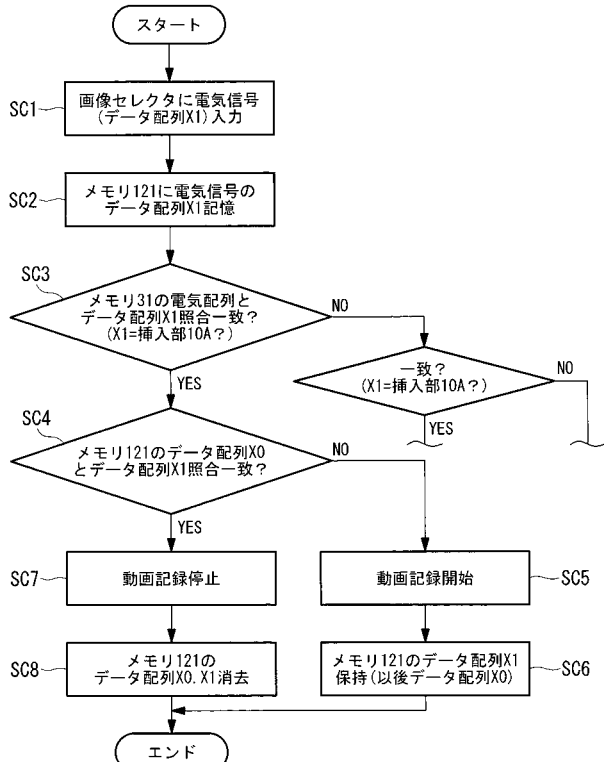 スタート
SC1
画像セレクタに電気信号
(データ配列X1)入力
SC2
メモリ121に電気信号の
データ配列X1記憶
SC3
メモリ31の電気配列と
データ配列X1照合一致?
(X1=挿入部10A?)
NO
YES
一致?
(X1=挿入部10A?)
NO
YES
SC4
メモリ121のデータ配列X0
とデータ配列X1照合一致?
NO
YES
SC7
動画記録停止
動画記録開始
SC5
SC8
メモリ121の
データ配列X0.X1消去
メモリ121のデータ配列X1
保持(以後データ配列X0)
SC6
エンド